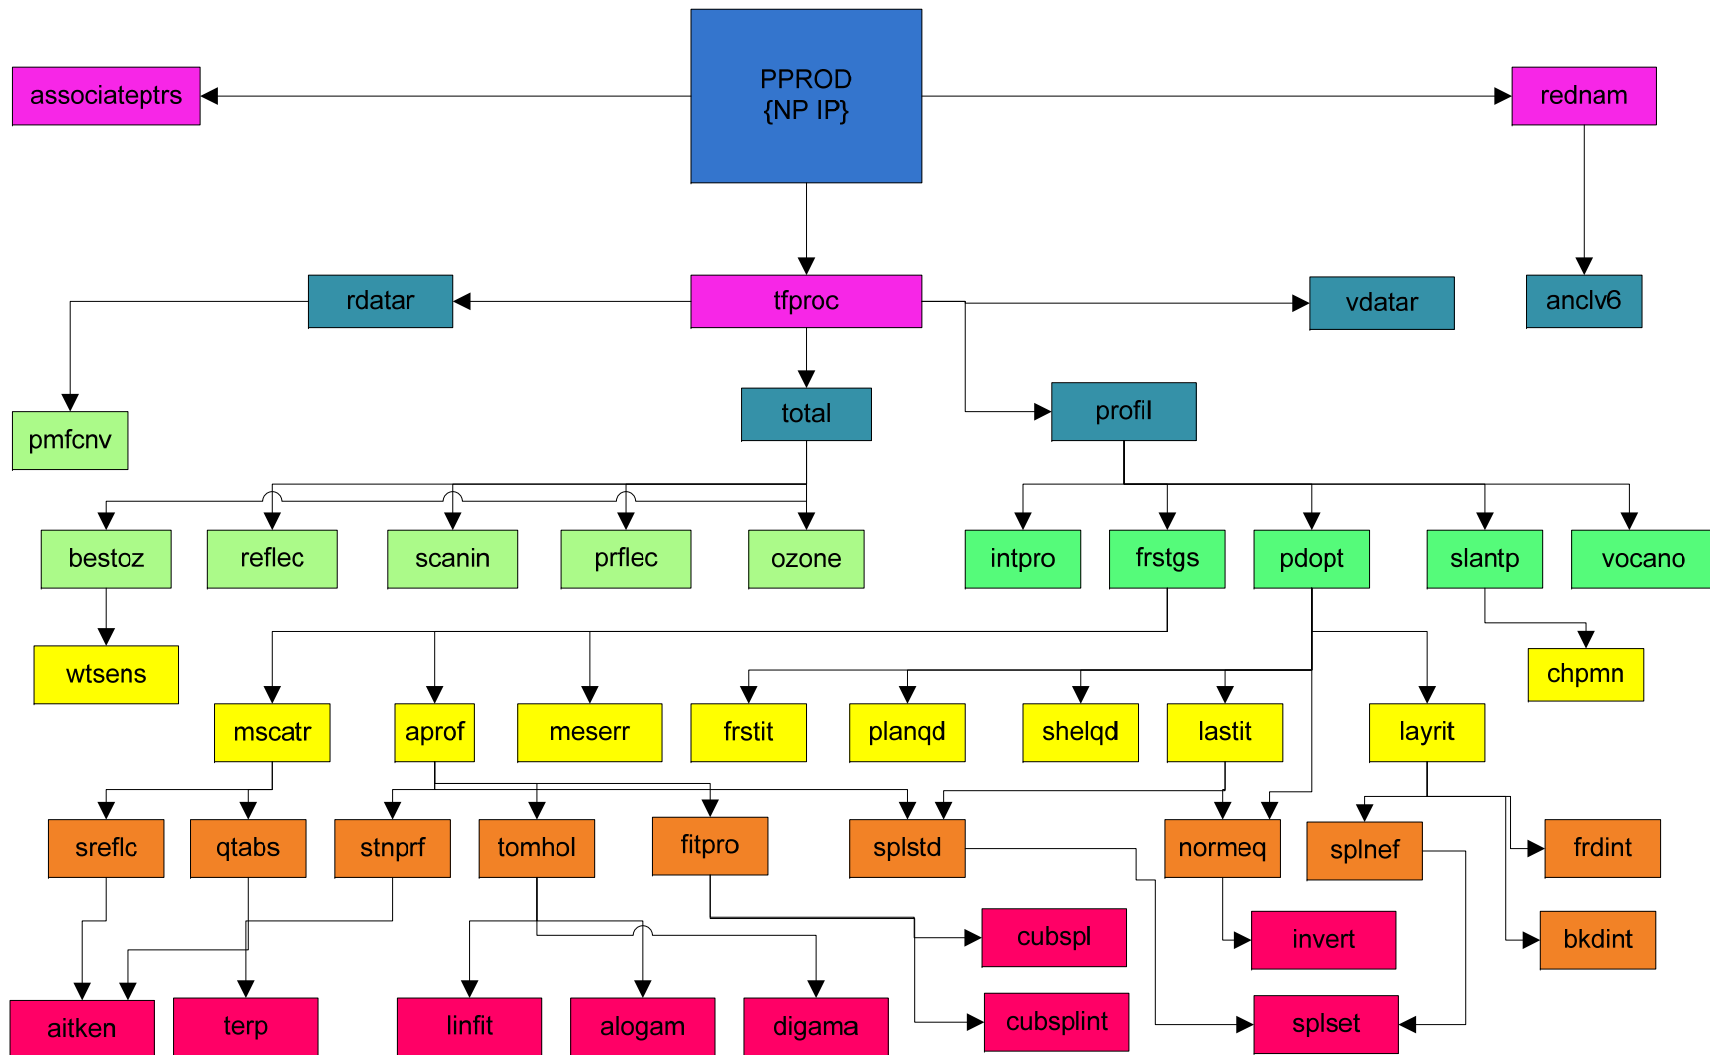 PPROD
{NP IP}
associateptrs
rednam
rdatar
tfproc
vdatar
anclv6
total
profil
pmfcnv
bestoz
reflec
scanin
prflec
ozone
intpro
frstgs
pdopt
slantp
vocano
wtsens
chpmn
mscatr
aprof
meserr
frstit
planqd
shelqd
lastit
layrit
sreflc
qtabs
stnprf
tomhol
fitpro
splstd
normeq
splnef
frdint
cubspl
invert
bkdint
aitken
terp
linfit
alogam
digama
cubsplint
splset